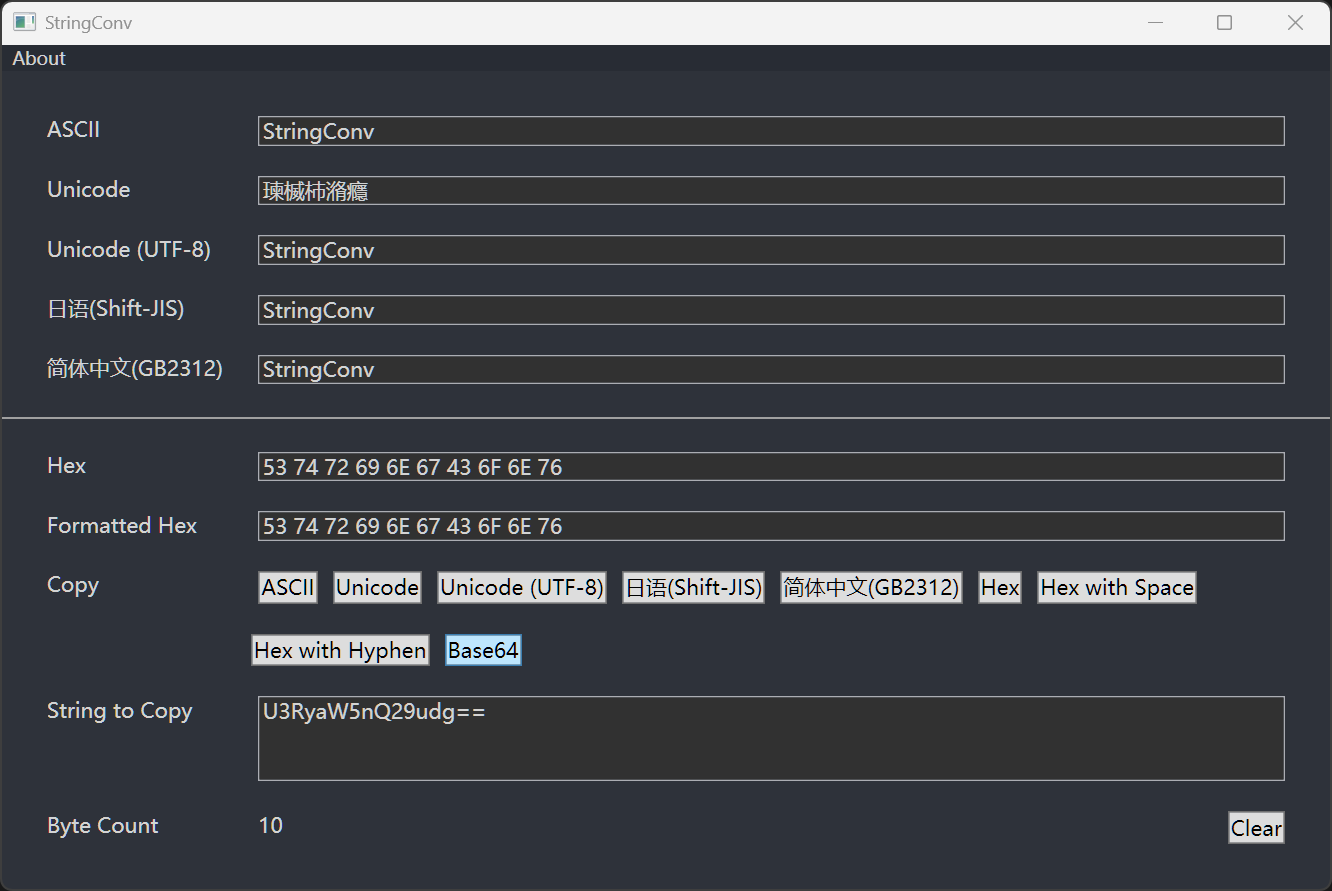 StringConv
About
ASCII StringConv
Unicode 瑓楲杮潃癮
Unicode (UTF-8) StringConv
日语(Shift-JIS) StringConv
简体中文(GB2312) StringConv
Hex 53 74 72 69 6E 67 43 6F 6E 76
Formatted Hex 53 74 72 69 6E 67 43 6F 6E 76
Copy ASCII Unicode Unicode (UTF-8) 日语(Shift-JIS) 简体中文(GB2312) Hex Hex with Space
Hex with Hyphen Base64
String to Copy U3RyaW5nQ29udg==
Byte Count 10 Clear